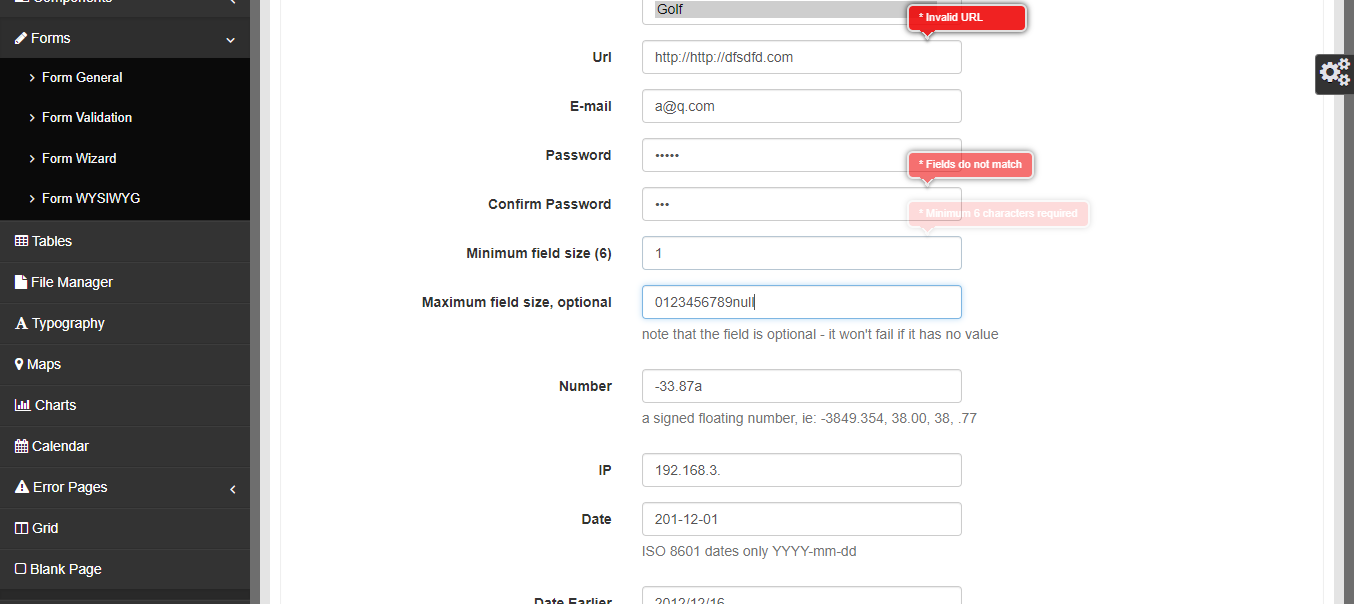 Components
Forms
Form General
Form Validation
Form Wizard
Form WYSIWYG
Tables
File Manager
Typography
Maps
Charts
Calendar
Error Pages
Grid
Blank Page
Golf
* Invalid URL
Url
http://http://dfsdfd.com
E-mail
a@q.com
Password
•••••
* Fields do not match
Confirm Password
•••
* Minimum 6 characters required
Minimum field size (6)
1
Maximum field size, optional
0123456789null
note that the field is optional - it won't fail if it has no value
Number
-33.87a
a signed floating number, ie: -3849.354, 38.00, 38, .77
IP
192.168.3.
Date
201-12-01
ISO 8601 dates only YYYY-mm-dd
Date Earlier
2012/12/16